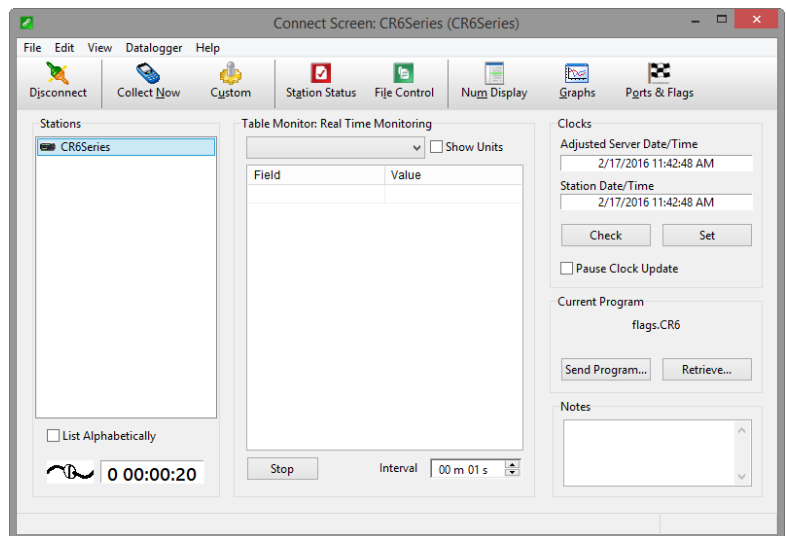 Connect Screen: CR6Series (CR6Series)
File Edit View Datalogger Help
Disconnect Collect Now Custom Station Status File Control Num Display Graphs Ports & Flags
Stations
CR6Series
List Alphabetically
0 00:00:20
Table Monitor: Real Time Monitoring
Show Units
Field Value
Stop Interval 00 m 01 s
Clocks
Adjusted Server Date/Time
2/17/2016 11:42:48 AM
Station Date/Time
2/17/2016 11:42:48 AM
Check Set
Pause Clock Update
Current Program
flags.CR6
Send Program... Retrieve...
Notes